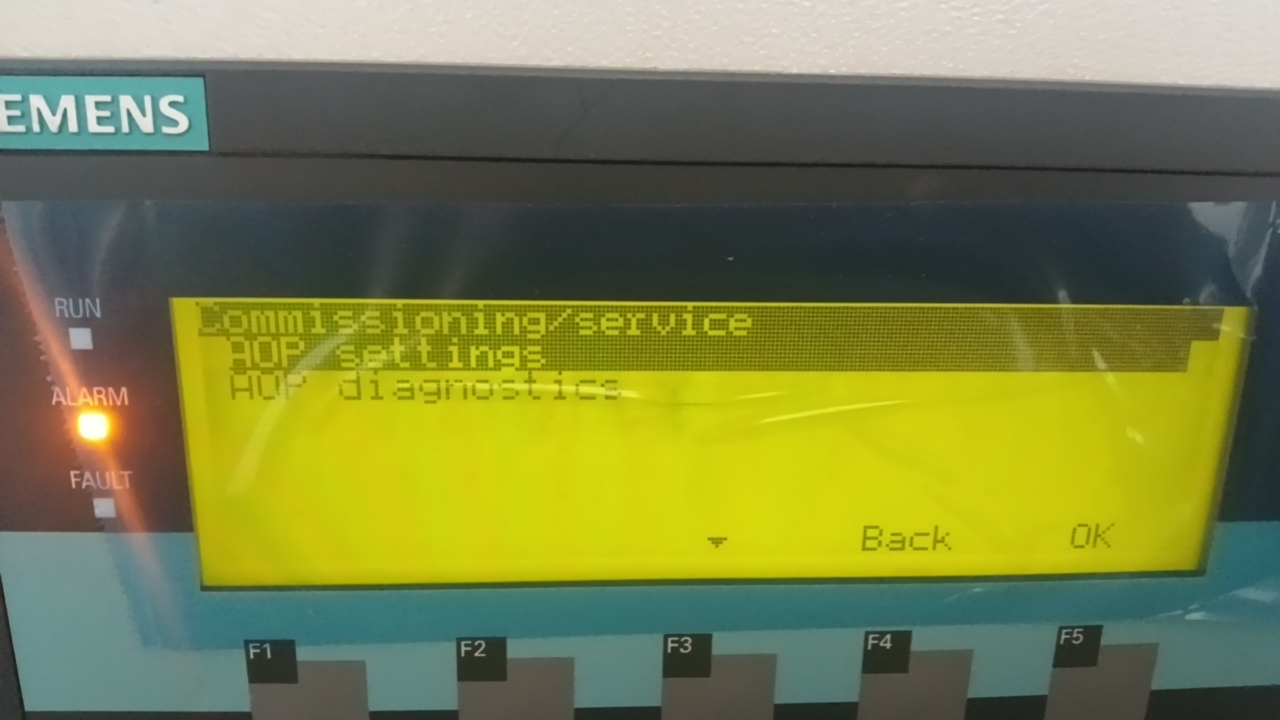 EMENS
RUN
ALARM
FAULT
Commissioning/service
AOP settings
AOP diagnostics
Back OK
F1 F2 F3 F4 F5